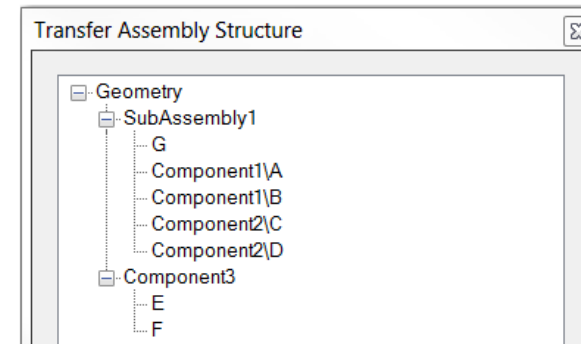 Transfer Assembly Structure
Geometry
SubAssembly1
G
Component1\A
Component1\B
Component2\C
Component2\D
Component3
E
F